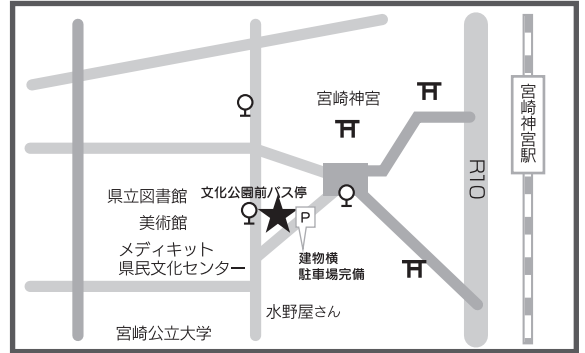 宮崎神宮
宮崎神宮駅
R10
県立図書館
文化公園前バス停
美術館
P
メディキット
県民文化センター
建物横
駐車場完備
水野屋さん
宮崎公立大学